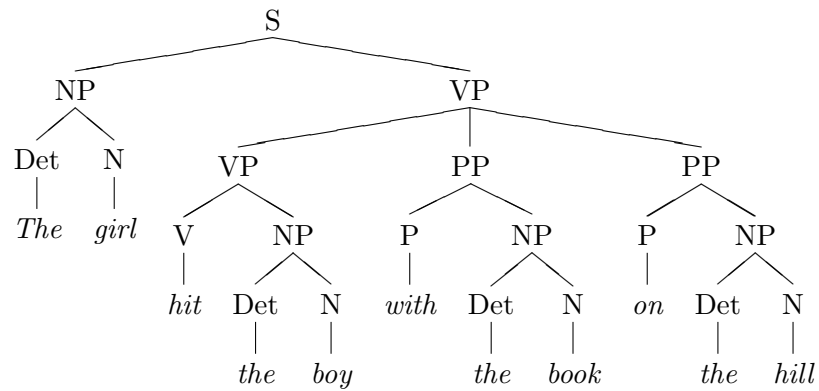 S
NP VP
Det N VP PP PP
The girl V NP P NP P NP
hit Det N with Det N on Det N
the boy the book the hill